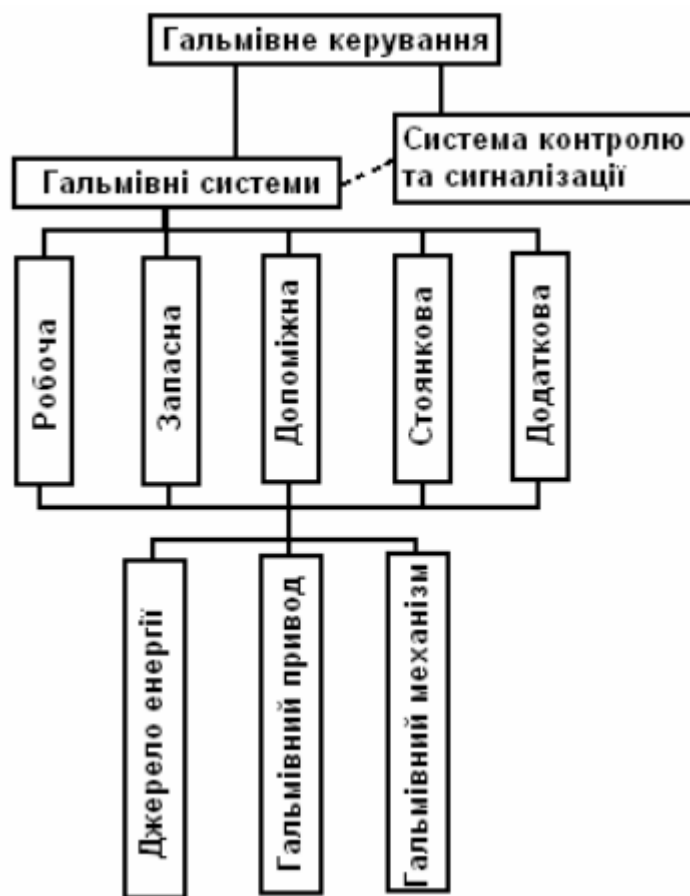 Гальмівне керування
Система контролю
та сигналізації
Гальмівні системи
Робоча
Запасна
Допоміжна
Стоянкова
Додаткова
Джерело енергії
Гальмівний привод
Гальмівний механізм